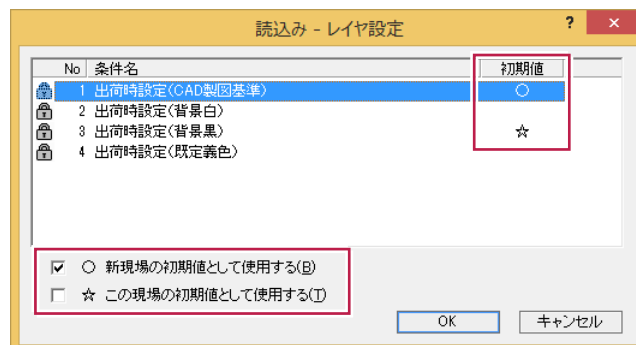 読込み - レイヤ設定 ? ×
No 条件名 初期値
1 出荷時設定(CAD製図基準) ○
2 出荷時設定(背景白)
3 出荷時設定(背景黒) ☆
4 出荷時設定(既定義色)
○ 新現場の初期値として使用する(B)
☆ この現場の初期値として使用する(T)
OK キャンセル